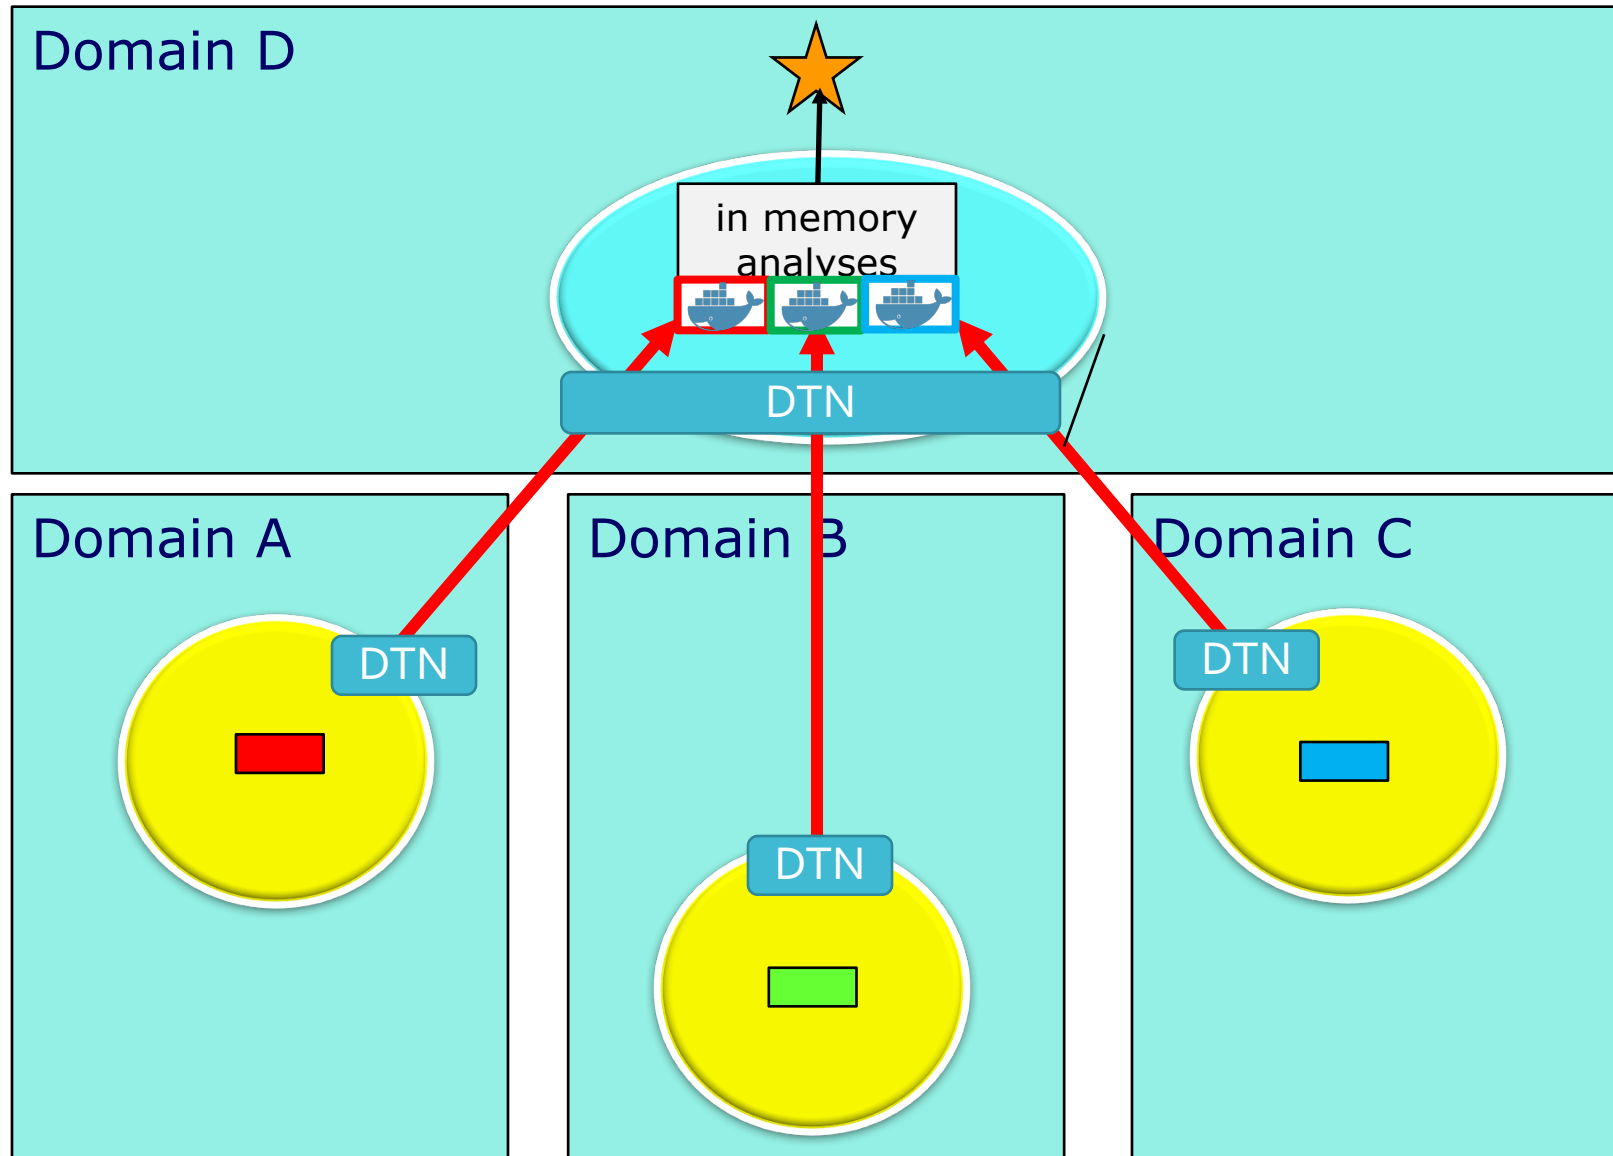 Domain D
in memory
analyses
DTN
Domain A
Domain B
Domain C
DTN
DTN
DTN